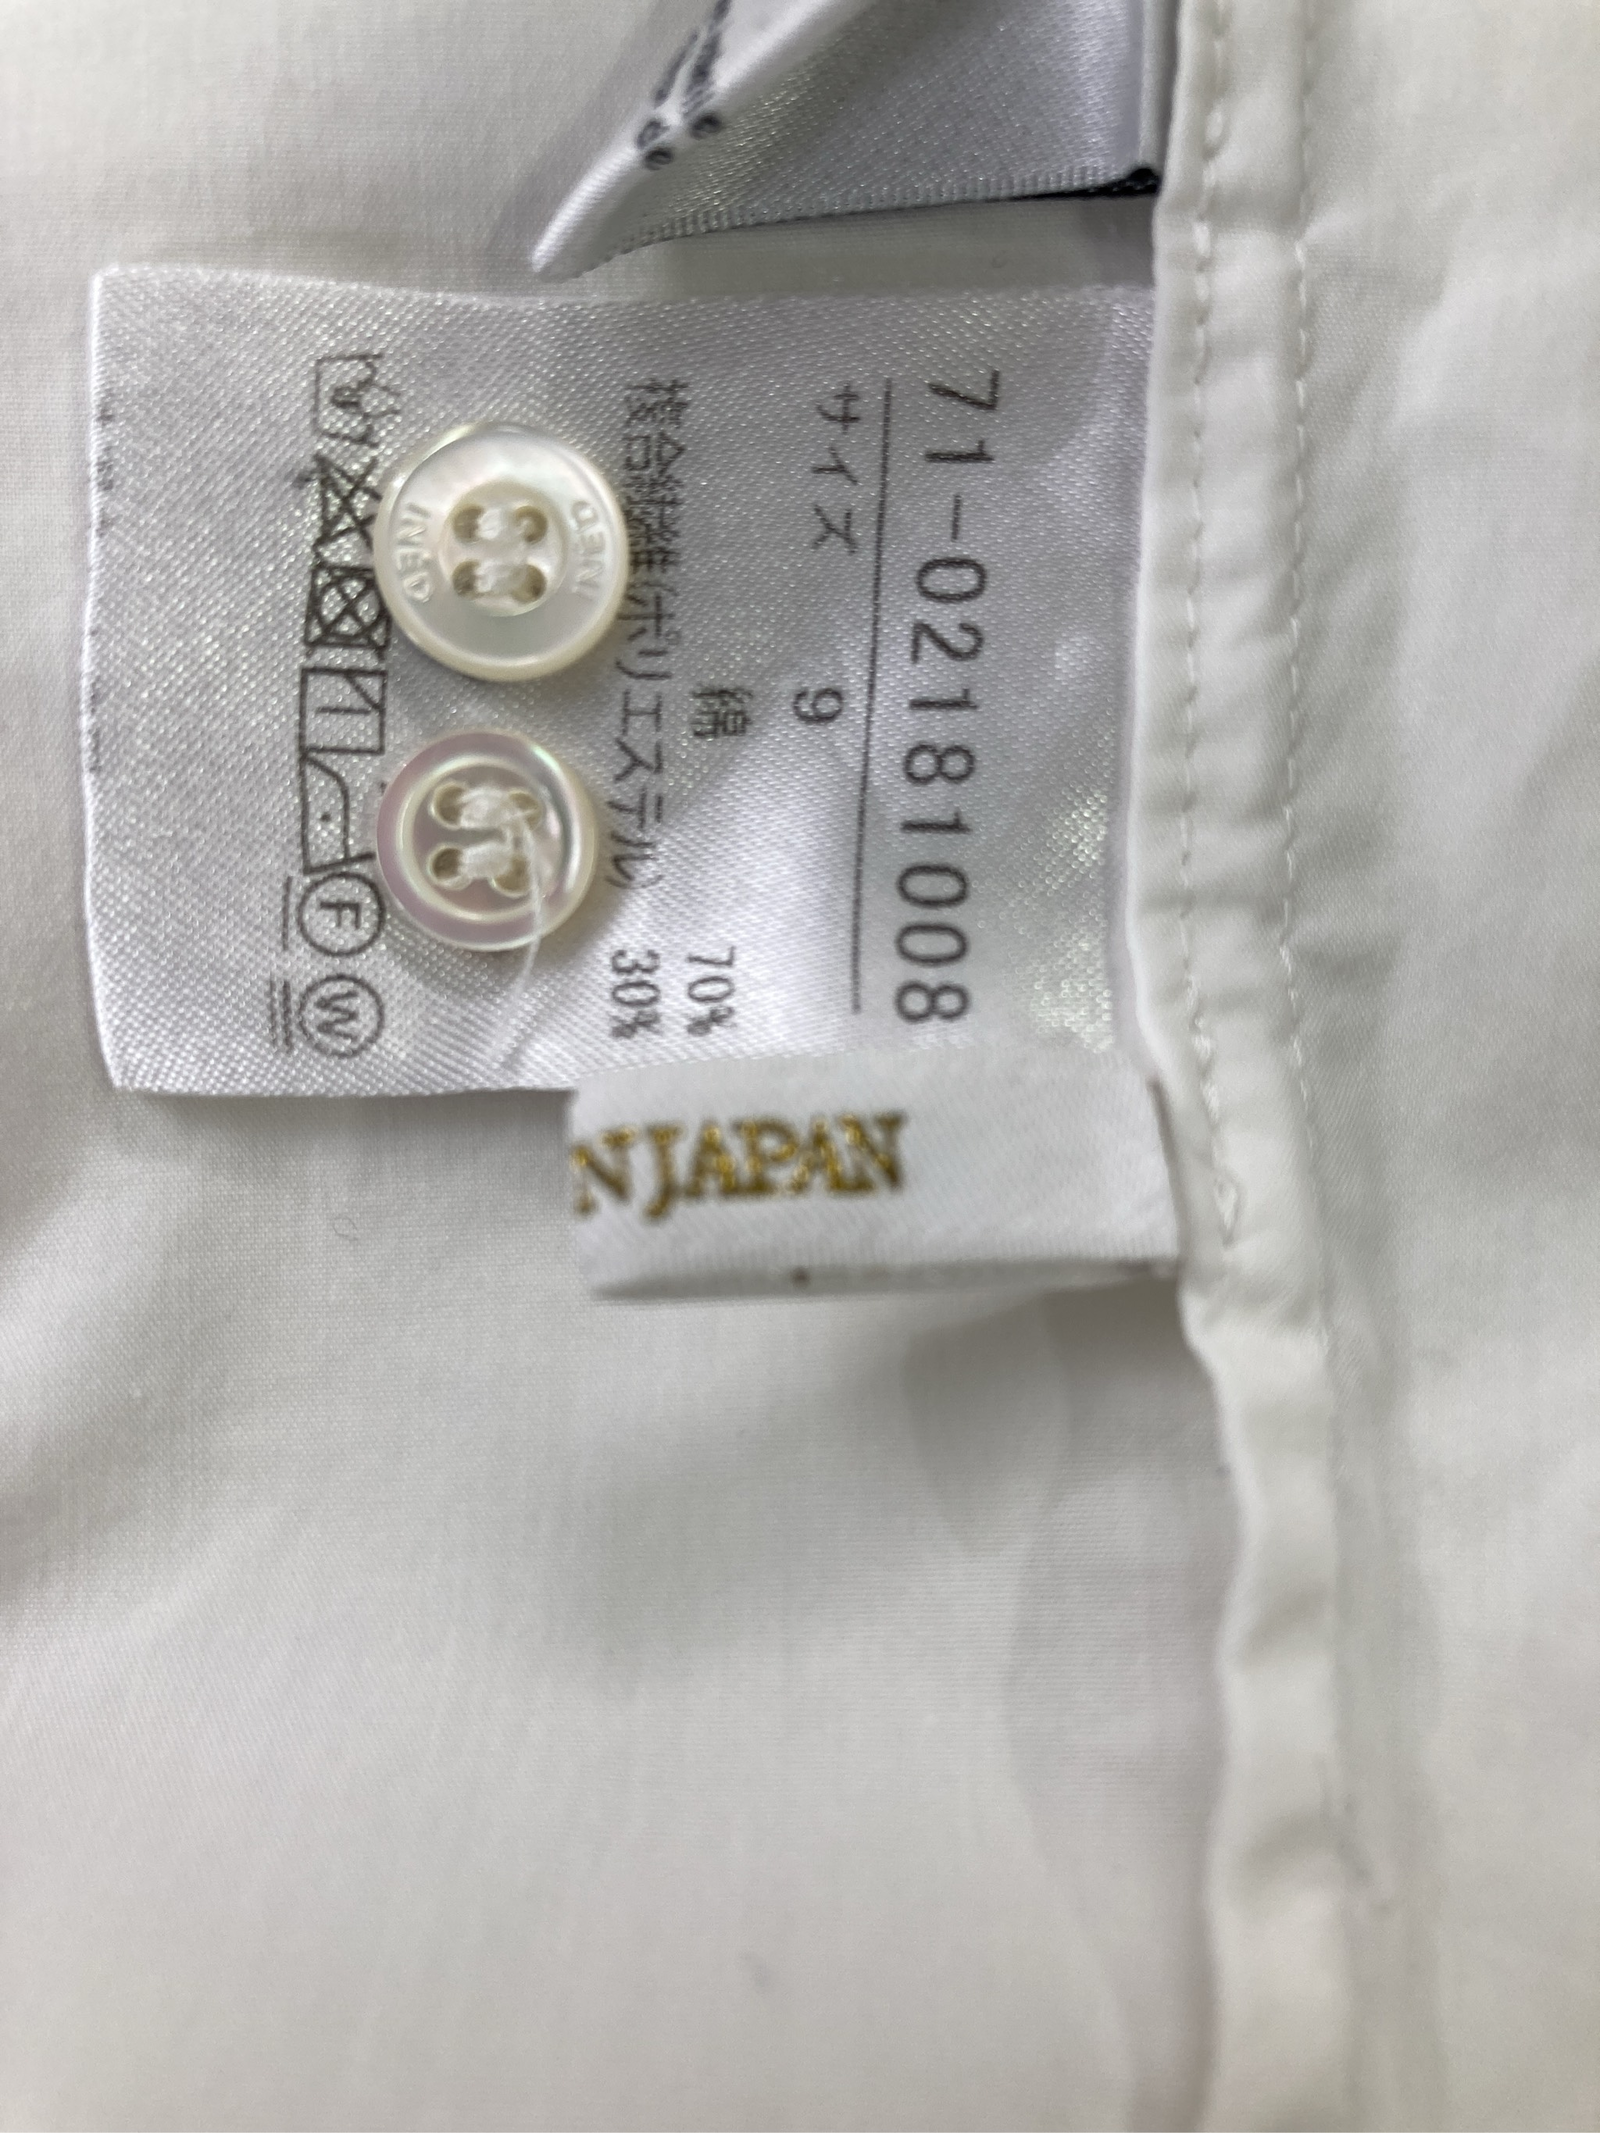 71-02181008
サイズ 9
綿 70%
複合繊維(ポリエステル) 30%
F W
INED
INED
N JAPAN
de